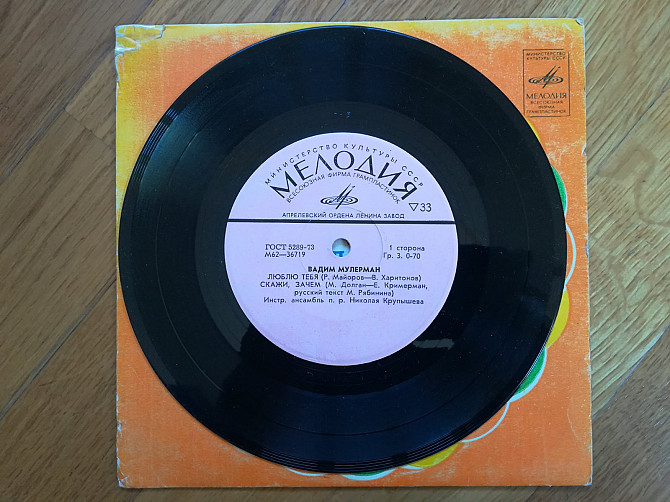 МИНИСТЕРСТВО
КУЛЬТУРЫ СССР
МЕЛОДИЯ
ВСЕСОЮЗНАЯ
ФИРМА
ГРАМПЛАСТИНОК
МИНИСТЕРСТВО КУЛЬТУРЫ СССР
МЕЛОДИЯ
ВСЕСОЮЗНАЯ ФИРМА ГРАМПЛАСТИНОК
▽33
АПРЕЛЕВСКИЙ ОРДЕНА ЛЕНИНА ЗАВОД
ГОСТ 5289-73 1 сторона
М62—36719 Гр. 3. 0-70
ВАДИМ МУЛЕРМАН
ЛЮБЛЮ ТЕБЯ (Р. Майоров—В. Харитонов)
СКАЖИ, ЗАЧЕМ (М. Долган—Е. Кримерман,
русский текст М. Рябинина)
Инстр. ансамбль п. р. Николая Крупышева